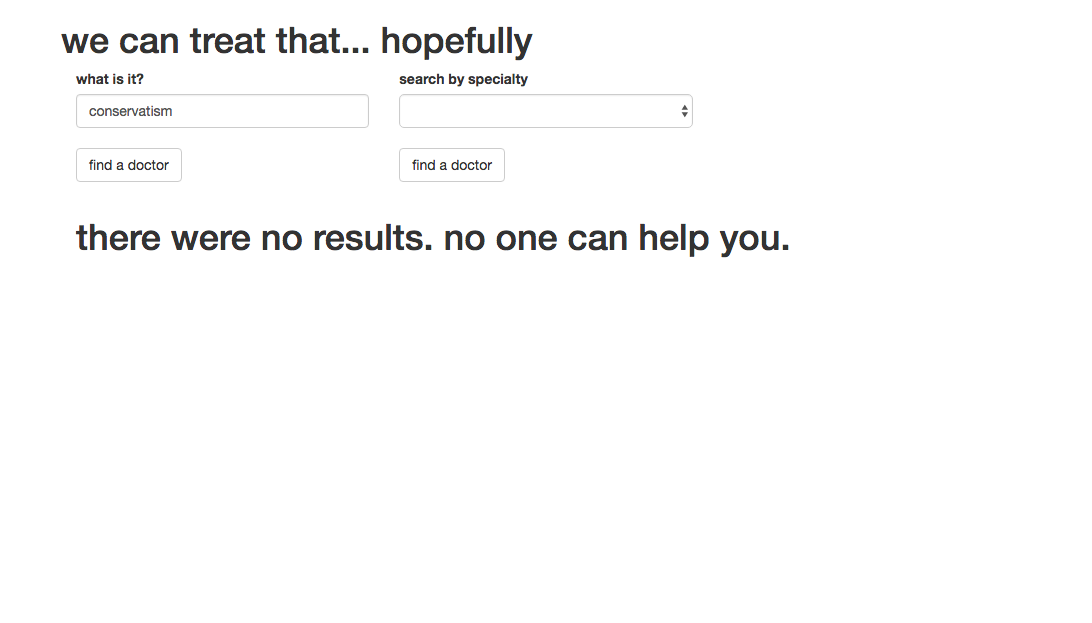 we can treat that... hopefully
what is it?
search by specialty
conservatism
find a doctor
find a doctor
there were no results. no one can help you.